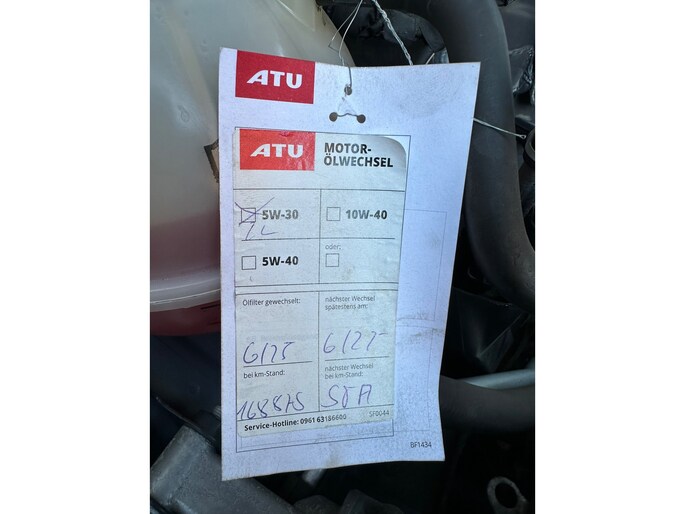 ATU
ATU MOTOR-
ÖLWECHSEL
5W-30 10W-40
7L
5W-40 oder:
Ölfilter gewechselt: nächster Wechsel
spätestens am:
6/25 6/27
bei km-Stand: nächster Wechsel
bei km-Stand:
Service-Hotline: 0961 63186600 SF0044
BF1434